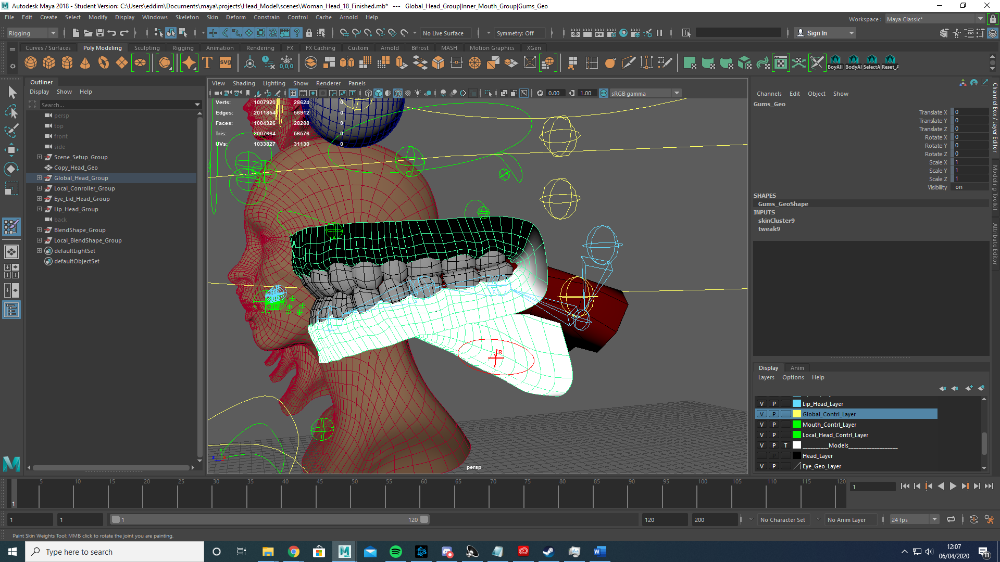 Autodesk Maya 2018 - Student Version: C:\Users\eddim\Documents\maya\projects\Head_Model\scenes\Woman_Head_18_Finished.mb* --- Global_Head_Group|Inner_Mouth_Group|Gums_Geo
File Edit Create Select Modify Display Windows Skeleton Skin Deform Constrain Control Cache Arnold Help
Workspace : Maya Classic*
Rigging
No Live Surface
Symmetry: Off
Sign In
Curves / Surfaces Poly Modeling Sculpting Rigging Animation Rendering FX FX Caching Custom Arnold Bifrost MASH Motion Graphics XGen
T svg 0,0,0 IPR
BoyAll BodyAl SelectA Reset_A
Outliner
Display Show Help
Search...
persp
top
front
side
Scene_Setup_Group
Copy_Head_Geo
Global_Head_Group
Local_Conroller_Group
Eye_Lid_Head_Group
Lip_Head_Group
back
BlendShape_Group
Local_BlendShape_Group
defaultLightSet
defaultObjectSet
View Shading Lighting Show Renderer Panels
0.00 1.00 sRGB gamma
Verts: 1007920 28624 0
Edges: 2011854 56912 0
Faces: 1004326 28288 0
Tris: 2007664 56576 0
UVs: 1033827 31130 0
R
persp
Channels Edit Object Show
Gums_Geo
Translate X 0
Translate Y 0
Translate Z 0
Rotate X 0
Rotate Y 0
Rotate Z 0
Scale X 1
Scale Y 1
Scale Z 1
Visibility on
SHAPES
Gums_GeoShape
INPUTS
skinCluster9
tweak9
Channel Box / Layer Editor
Modeling Toolkit
Attribute Editor
Display Anim
Layers Options Help
V P Lip_Head_Layer
V P Global_Contrl_Layer
V P Mouth_Contrl_Layer
V P Local_Head_Contrl_Layer
V P T _________Models_________________
P Head_Layer
V P Eye_Geo_Layer
5 10 15 20 25 30 35 40 45 50 55 60 65 70 75 80 85 90 95 100 105 110 115 120
1
1
1 1 1 120 120 200 No Character Set No Anim Layer 24 fps
Paint Skin Weights Tool: MMB click to rotate the joint you are painting.
Type here to search
12:07
06/04/2020
11